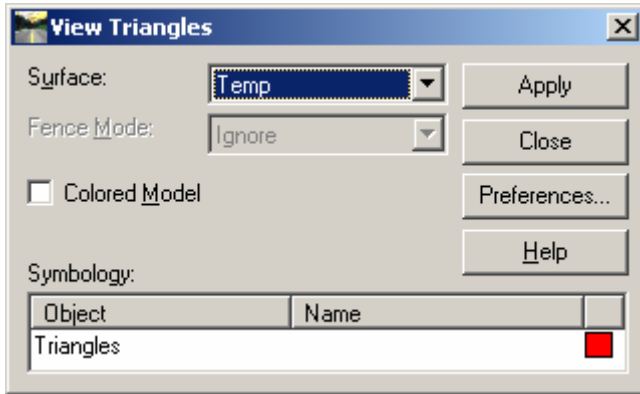 View Triangles
Surface: Temp Apply
Fence Mode: Ignore Close
Colored Model Preferences...
Help
Symbology:
Object Name
Triangles